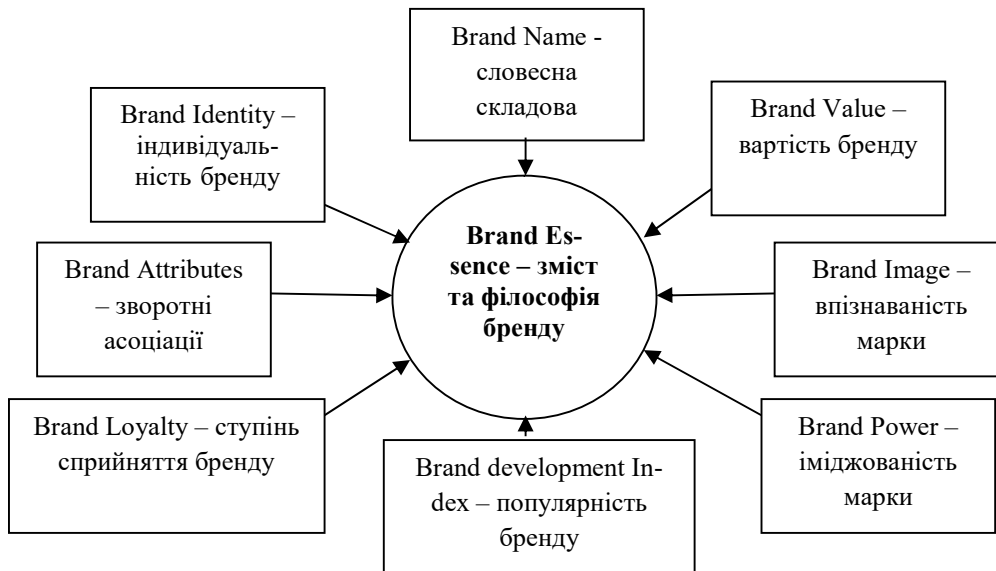 Brand Name -
словесна
складова
Brand Identity –
індивідуаль-
ність бренду
Brand Value –
вартість бренду
Brand Es-
sence – зміст
та філософія
бренду
Brand Attributes
– зворотні
асоціації
Brand Image –
впізнаваність
марки
Brand Loyalty – ступінь
сприйняття бренду
Brand development In-
dex – популярність
бренду
Brand Power –
іміджованість
марки